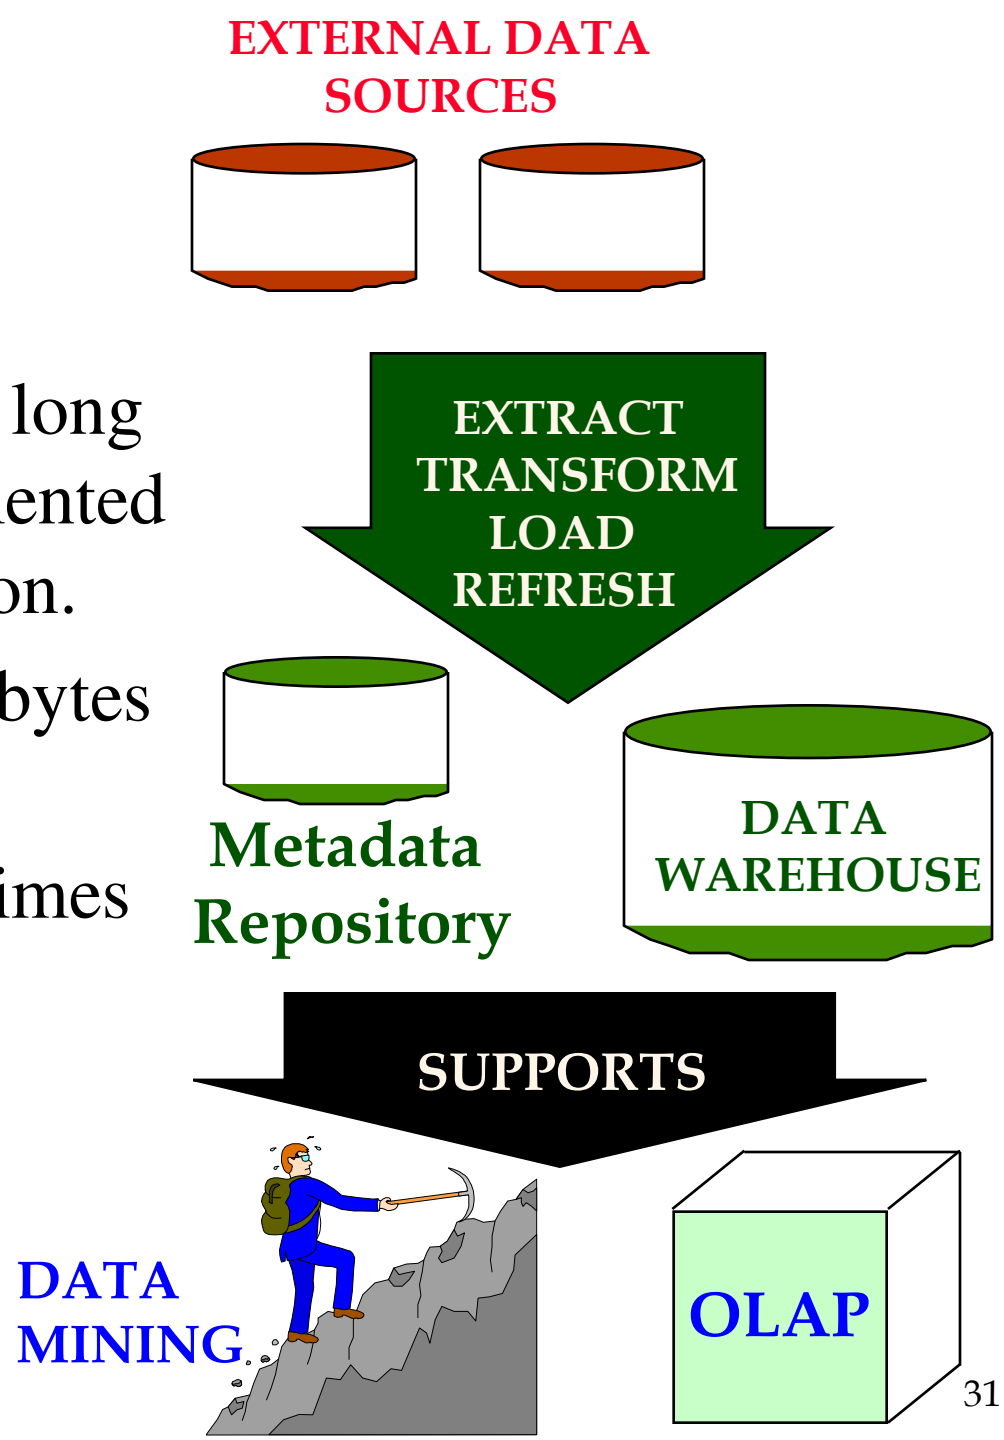 EXTERNAL DATA
SOURCES
long
ented
on.
bytes
imes
EXTRACT
TRANSFORM
LOAD
REFRESH
Metadata
Repository
DATA
WAREHOUSE
SUPPORTS
DATA
MINING
OLAP
31